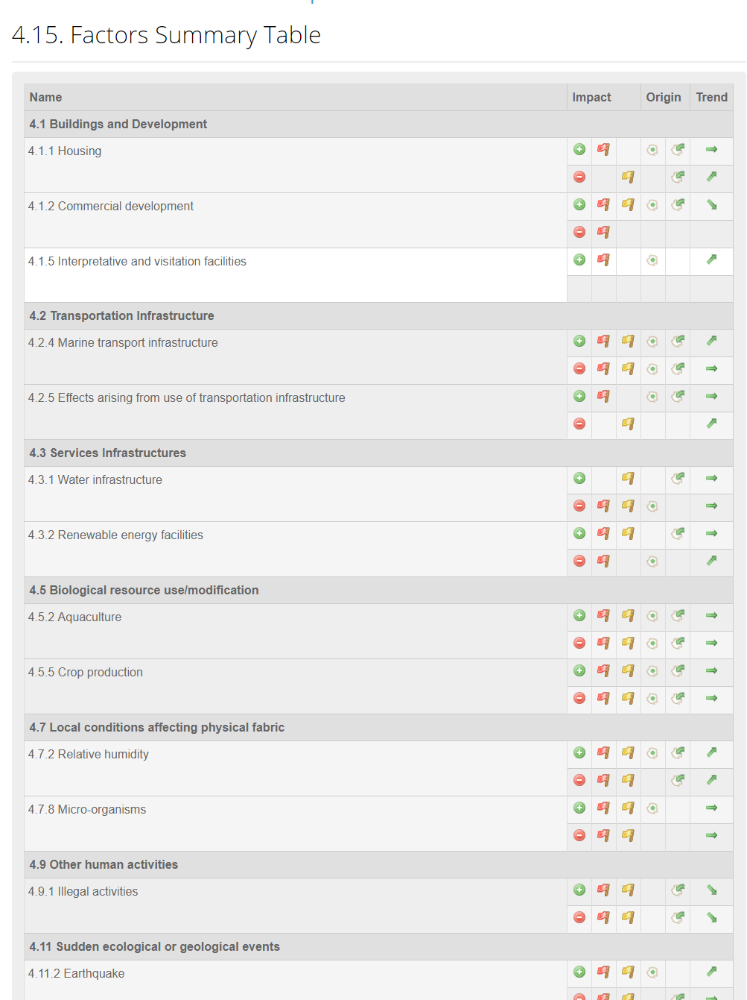 4.15. Factors Summary Table
Name Impact Origin Trend
4.1 Buildings and Development
4.1.1 Housing
4.1.2 Commercial development
4.1.5 Interpretative and visitation facilities
4.2 Transportation Infrastructure
4.2.4 Marine transport infrastructure
4.2.5 Effects arising from use of transportation infrastructure
4.3 Services Infrastructures
4.3.1 Water infrastructure
4.3.2 Renewable energy facilities
4.5 Biological resource use/modification
4.5.2 Aquaculture
4.5.5 Crop production
4.7 Local conditions affecting physical fabric
4.7.2 Relative humidity
4.7.8 Micro-organisms
4.9 Other human activities
4.9.1 Illegal activities
4.11 Sudden ecological or geological events
4.11.2 Earthquake